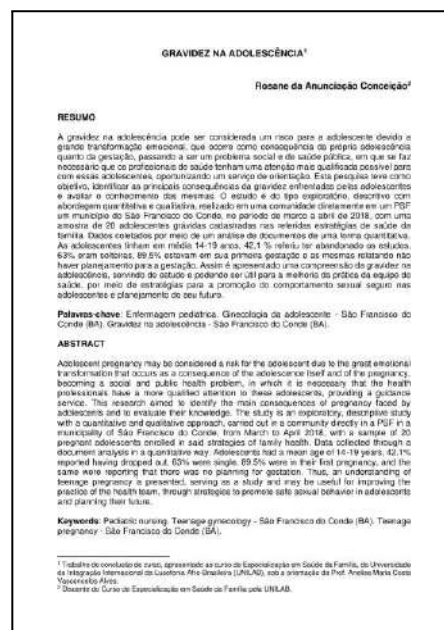 GRAVIDEZ NA ADOLESCÊNCIA¹
Rosane da Anunciação Conceição²
RESUMO
A gravidez na adolescência pode ser considerada um risco para a adolescente devido a
grande transformação emocional, que ocorre como consequência da própria adolescência
quanto da gestação, passando a ser um problema social e de saúde pública, em que se faz
necessário que os profissionais de saúde tenham uma atenção mais qualificada possível para
com essas adolescentes, oportunizando um serviço de orientação. Esta pesquisa teve como
objetivo, identificar as principais consequências da gravidez enfrentadas pelas adolescentes
e avaliar o conhecimento das mesmas. O estudo é do tipo exploratório, descritivo com
abordagem quantitativa e qualitativa, realizado em uma comunidade diretamente em um PSF
um município do São Francisco do Conde, no período de março a abril de 2018, com uma
amostra de 20 adolescentes grávidas cadastradas nas referidas estratégias de saúde da
família. Dados coletados por meio de um análise de documentos de uma forma quantitativa.
As adolescentes tinham em média 14-19 anos, 42,1 % referiu ter abandonado os estudos,
63% eram solteiras, 89,5% estavam em sua primeira gestação e as mesmas relatando não
haver planejamento para a gestação. Assim é apresentado uma compreensão da gravidez na
adolescência, servindo de estudo e podendo ser útil para a melhoria da prática da equipe de
saúde, por meio de estratégias para a promoção do comportamento sexual seguro nas
adolescentes e planejamento de seu futuro.
Palavras-chave: Enfermagem pediátrica. Ginecologia da adolescente - São Francisco do
Conde (BA). Gravidez na adolescência - São Francisco do Conde (BA).
ABSTRACT
Adolescent pregnancy may be considered a risk for the adolescent due to the great emotional
transformation that occurs as a consequence of the adolescence itself and of the pregnancy,
becoming a social and public health problem, in which it is necessary that the health
professionals have a more qualified attention to these adolescents, providing a guidance
service. This research aimed to identify the main consequences of pregnancy faced by
adolescents and to evaluate their knowledge. The study is an exploratory, descriptive study
with a quantitative and qualitative approach, carried out in a community directly in a PSF in a
municipality of São Francisco do Conde, from March to April 2018, with a sample of 20
pregnant adolescents enrolled in said strategies of family health. Data collected through a
document analysis in a quantitative way. Adolescents had a mean age of 14-19 years, 42.1%
reported having dropped out, 63% were single, 89.5% were in their first pregnancy, and the
same were reporting that there was no planning for gestation. Thus, an understanding of
teenage pregnancy is presented, serving as a study and may be useful for improving the
practice of the health team, through strategies to promote safe sexual behavior in adolescents
and planning their future.
Keywords: Pediatric nursing. Teenage gynecology - São Francisco do Conde (BA). Teenage
pregnancy - São Francisco do Conde (BA).
¹ Trabalho de conclusão de curso, apresentado ao curso de Especialização em Saúde da Família, da Universidade
da Integração Internacional da Lusofonia Afro-Brasileira (UNILAB), sob a orientação da Prof. Anelise Maria Costa
Vasconcelos Alves.
² Docente do Curso de Especialização em Saúde da Família pela UNILAB.